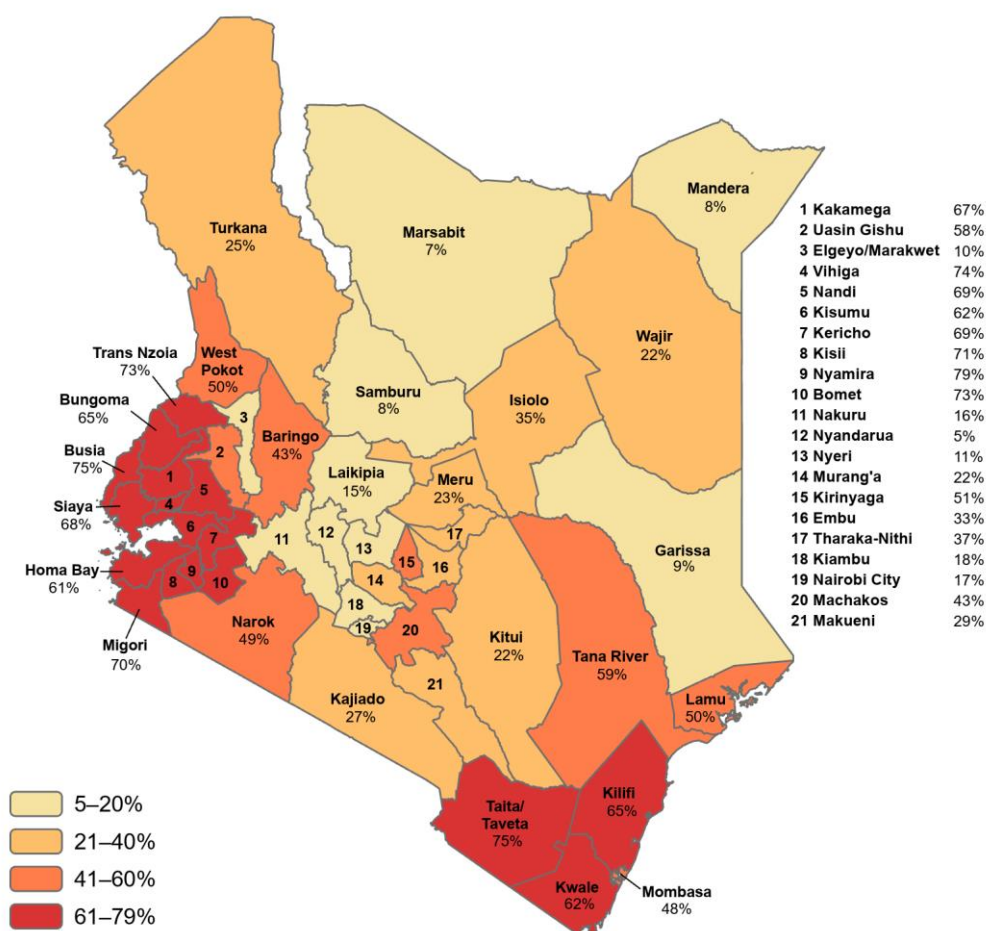 Turkana
25%
Marsabit
7%
Mandera
8%
Wajir
22%
Trans Nzoia
73%
West
Pokot
50%
Samburu
8%
Isiolo
35%
Bungoma
65%
3
Baringo
43%
Busia
75%
2
Laikipia
15%
Meru
23%
1
5
Siaya
68%
4
6
7
11
12
13
17
15
16
14
Garissa
9%
Homa Bay
61%
8
9
10
18
19
20
Migori
70%
Narok
49%
Kitui
22%
Tana River
59%
Lamu
50%
Kajiado
27%
21
Taita/
Taveta
75%
Kilifi
65%
Kwale
62%
Mombasa
48%
1 Kakamega 67%
2 Uasin Gishu 58%
3 Elgeyo/Marakwet 10%
4 Vihiga 74%
5 Nandi 69%
6 Kisumu 62%
7 Kericho 69%
8 Kisii 71%
9 Nyamira 79%
10 Bomet 73%
11 Nakuru 16%
12 Nyandarua 5%
13 Nyeri 11%
14 Murang'a 22%
15 Kirinyaga 51%
16 Embu 33%
17 Tharaka-Nithi 37%
18 Kiambu 18%
19 Nairobi City 17%
20 Machakos 43%
21 Makueni 29%
5–20%
21–40%
41–60%
61–79%